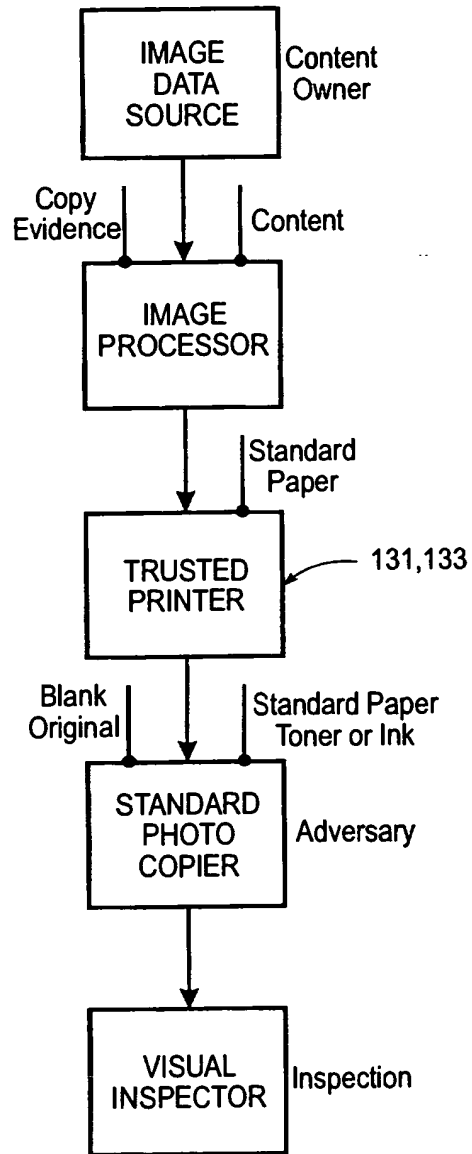 IMAGE
DATA
SOURCE
Content
Owner
Copy
Evidence
Content
IMAGE
PROCESSOR
Standard
Paper
TRUSTED
PRINTER
131,133
Blank
Original
Standard Paper
Toner or Ink
STANDARD
PHOTO
COPIER
Adversary
VISUAL
INSPECTOR
Inspection